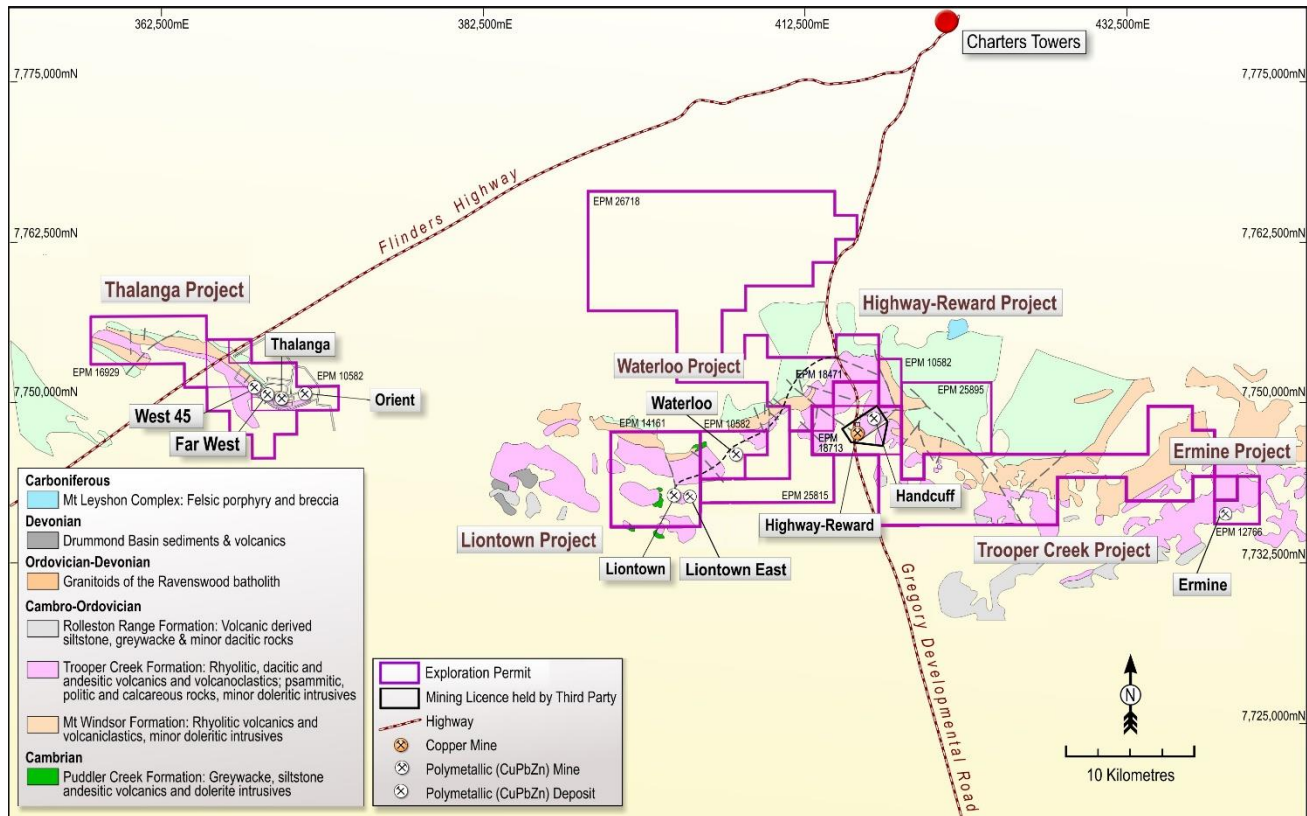 362,500mE
382,500mE
412,500mE
432,500mE
Charters Towers
7,775,000mN
7,775,000mN
Flinders Highway
EPM 26718
7,762,500mN
7,762,500mN
Thalanga Project
Highway-Reward Project
Thalanga
Waterloo Project
EPM 10582
EPM 16929
EPM 10582
EPM 18471
EPM 25895
7,750,000mN
7,750,000mN
West 45
Orient
Waterloo
Far West
EPM 14161
EPM 10582
EPM
18713
Ermine Project
EPM 25815
Handcuff
Highway-Reward
Liontown Project
Trooper Creek Project
EPM 12766
Liontown
Liontown East
7,732,500mN
Ermine
Gregory Developmental Road
7,725,000mN
N
10 Kilometres
Carboniferous
Mt Leyshon Complex: Felsic porphyry and breccia
Devonian
Drummond Basin sediments & volcanics
Ordovician-Devonian
Granitoids of the Ravenswood batholith
Cambro-Ordovician
Rolleston Range Formation: Volcanic derived
siltstone, greywacke & minor dacitic rocks
Trooper Creek Formation: Rhyolitic, dacitic and
andesitic volcanics and volcanoclastics; psammitic,
politic and calcareous rocks, minor doleritic intrusives
Mt Windsor Formation: Rhyolitic volcanics and
volcaniclastics, minor doleritic intrusives
Cambrian
Puddler Creek Formation: Greywacke, siltstone
andesitic volcanics and dolerite intrusives
Exploration Permit
Mining Licence held by Third Party
Highway
Copper Mine
Polymetallic (CuPbZn) Mine
Polymetallic (CuPbZn) Deposit